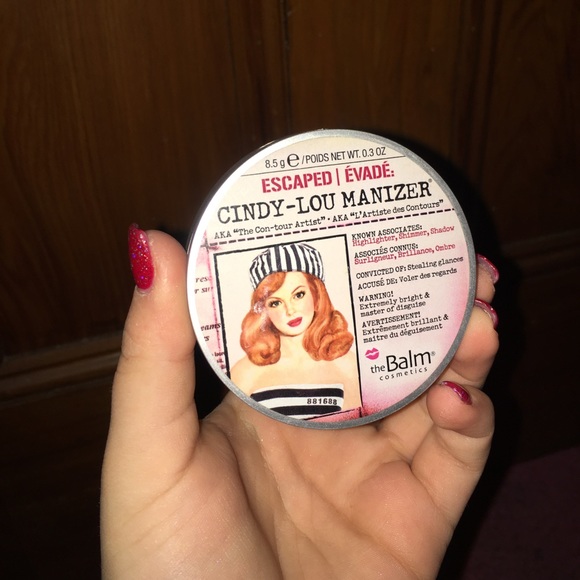 8.5 g e / POIDS NET WT. 0.3 OZ
ESCAPED | ÉVADÉ:
CINDY-LOU MANIZER®
AKA "The Con-tour Artist" · AKA "L'Artiste des Contours"
KNOWN ASSOCIATES:
Highlighter, Shimmer, Shadow
ASSOCIÉS CONNUS:
Surligneur, Brillance, Ombre
CONVICTED OF: Stealing glances
ACCUSÉ DE: Voler des regards
WARNING!
Extremely bright &
master of disguise
AVERTISSEMENT!
Extrêmement brillant &
maître du déguisement
theBalm®
cosmetics
881688